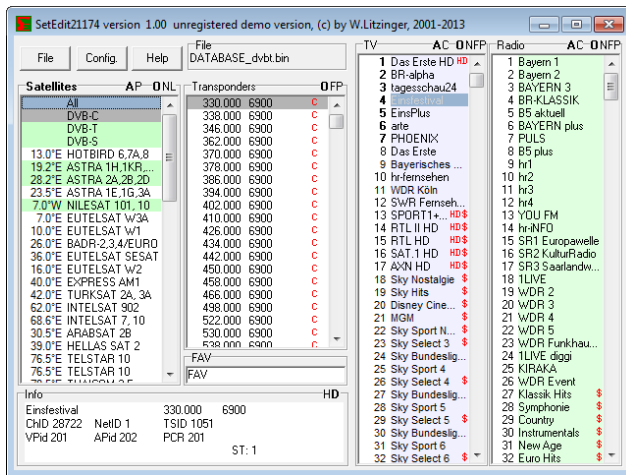 SetEdit21174 version 1.00 unregistered demo version, (c) by W.Litzinger, 2001-2013
File Config. Help
File
DATABASE_dvbt.bin
Satellites AP ONL
All
DVB-C
DVB-T
DVB-S
13.0°E HOTBIRD 6,7A,8
19.2°E ASTRA 1H,1KR,...
28.2°E ASTRA 2A,2B,2D
23.5°E ASTRA 1E,1G,3A
7.0°W NILESAT 101, 10
7.0°E EUTELSAT W3A
10.0°E EUTELSAT W1
26.0°E BADR-2,3,4/EURO
36.0°E EUTELSAT SESAT
16.0°E EUTELSAT W2
40.0°E EXPRESS AM1
42.0°E TURKSAT 2A, 3A
62.0°E INTELSAT 902
68.6°E INTELSAT 7, 10
30.5°E ARABSAT 2B
39.0°E HELLAS SAT 2
76.5°E TELSTAR 10
76.5°E TELSTAR 10
Transponders OFP
330.000 6900 C
338.000 6900 C
346.000 6900 C
362.000 6900 C
370.000 6900 C
378.000 6900 C
386.000 6900 C
394.000 6900 C
402.000 6900 C
410.000 6900 C
426.000 6900 C
434.000 6900 C
442.000 6900 C
450.000 6900 C
458.000 6900 C
466.000 6900 C
498.000 6900 C
522.000 6900 C
530.000 6900 C
538.000 6900 C
FAV
FAV
TV AC-ONFP
1 Das Erste HD HD
2 BR-alpha
3 tagesschau24
4 Einsfestival
5 EinsPlus
6 arte
7 PHOENIX
8 Das Erste
9 Bayerisches ...
10 hr-fernsehen
11 WDR Köln
12 SWR Fernseh...
13 SPORT1+... HD$
14 RTL II HD HD$
15 RTL HD HD$
16 SAT.1 HD HD$
17 AXN HD HD$
18 Sky Nostalgie $
19 Sky Hits $
20 Disney Cine... $
21 MGM $
22 Sky Sport N... $
23 Sky Select 3 $
24 Sky Bundeslig...
25 Sky Sport 4
26 Sky Select 4 $
27 Sky Bundeslig...
28 Sky Sport 5
29 Sky Select 5 $
30 Sky Bundeslig...
31 Sky Sport 6
32 Sky Select 6 $
Radio AC-ONFP
1 Bayern 1
2 Bayern 2
3 BAYERN 3
4 BR-KLASSIK
5 B5 aktuell
6 BAYERN plus
7 PULS
8 B5 plus
9 hr1
10 hr2
11 hr3
12 hr4
13 YOU FM
14 hr-iNFO
15 SR1 Europawelle
16 SR2 KulturRadio
17 SR3 Saarlandw...
18 1LIVE
19 WDR 2
20 WDR 3
21 WDR 4
22 WDR 5
23 WDR Funkhau...
24 1LIVE diggi
25 KIRAKA
26 WDR Event
27 Klassik Hits $
28 Symphonie $
29 Country $
30 Instrumentals $
31 New Age $
32 Euro Hits $
Info HD
Einsfestival 330.000 6900
ChID 28722 NetID 1 TSID 1051
VPid 201 APid 202 PCR 201
ST: 1